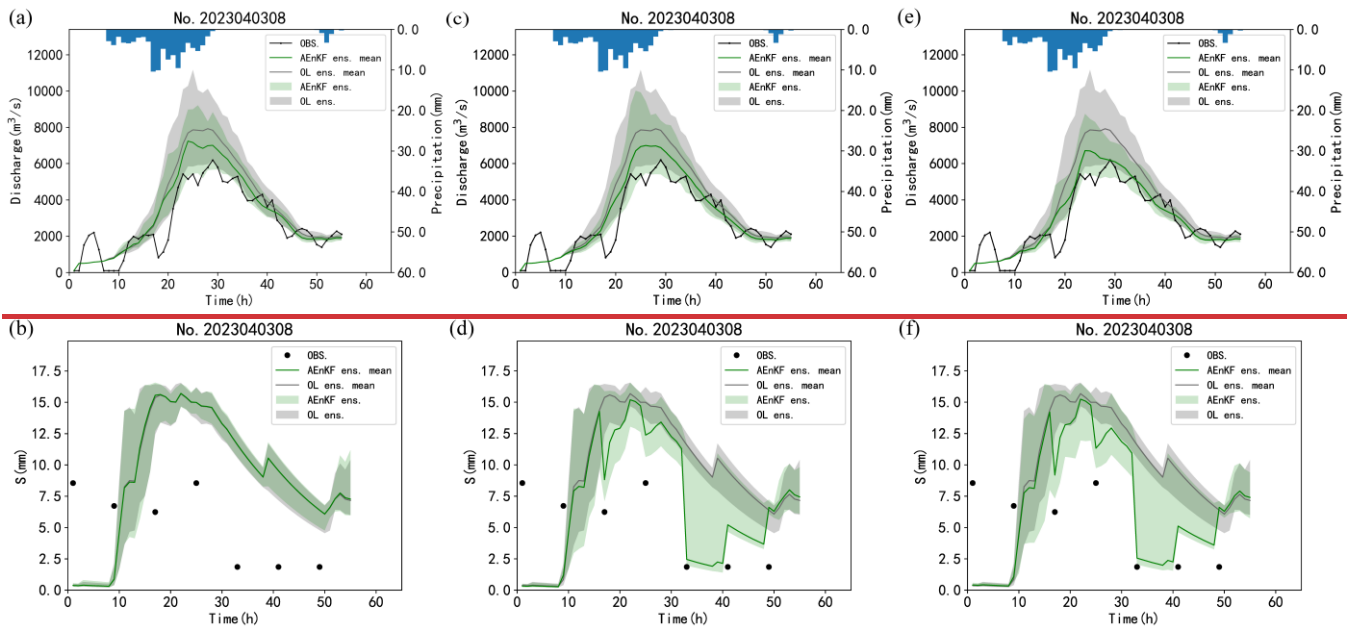 (a)
No. 2023040308
Discharge(m³/s)
12000
10000
8000
6000
4000
2000
0
OBS.
AEnKF ens. mean
OL ens. mean
AEnKF ens.
OL ens.
0.0
10.0
20.0
30.0
40.0
50.0
60.0
Precipitation(mm)
0 10 20 30 40 50 60
Time(h)
(c)
No. 2023040308
Discharge(m³/s)
12000
10000
8000
6000
4000
2000
0
OBS.
AEnKF ens. mean
OL ens. mean
AEnKF ens.
OL ens.
0.0
10.0
20.0
30.0
40.0
50.0
60.0
Precipitation(mm)
0 10 20 30 40 50 60
Time(h)
(e)
No. 2023040308
Discharge(m³/s)
12000
10000
8000
6000
4000
2000
0
OBS.
AEnKF ens. mean
OL ens. mean
AEnKF ens.
OL ens.
0.0
10.0
20.0
30.0
40.0
50.0
60.0
Precipitation(mm)
0 10 20 30 40 50 60
Time(h)
(b)
No. 2023040308
S(mm)
17.5
15.0
12.5
10.0
7.5
5.0
2.5
0.0
OBS.
AEnKF ens. mean
OL ens. mean
AEnKF ens.
OL ens.
0 10 20 30 40 50 60
Time(h)
(d)
No. 2023040308
S(mm)
17.5
15.0
12.5
10.0
7.5
5.0
2.5
0.0
OBS.
AEnKF ens. mean
OL ens. mean
AEnKF ens.
OL ens.
0 10 20 30 40 50 60
Time(h)
(f)
No. 2023040308
S(mm)
17.5
15.0
12.5
10.0
7.5
5.0
2.5
0.0
OBS.
AEnKF ens. mean
OL ens. mean
AEnKF ens.
OL ens.
0 10 20 30 40 50 60
Time(h)